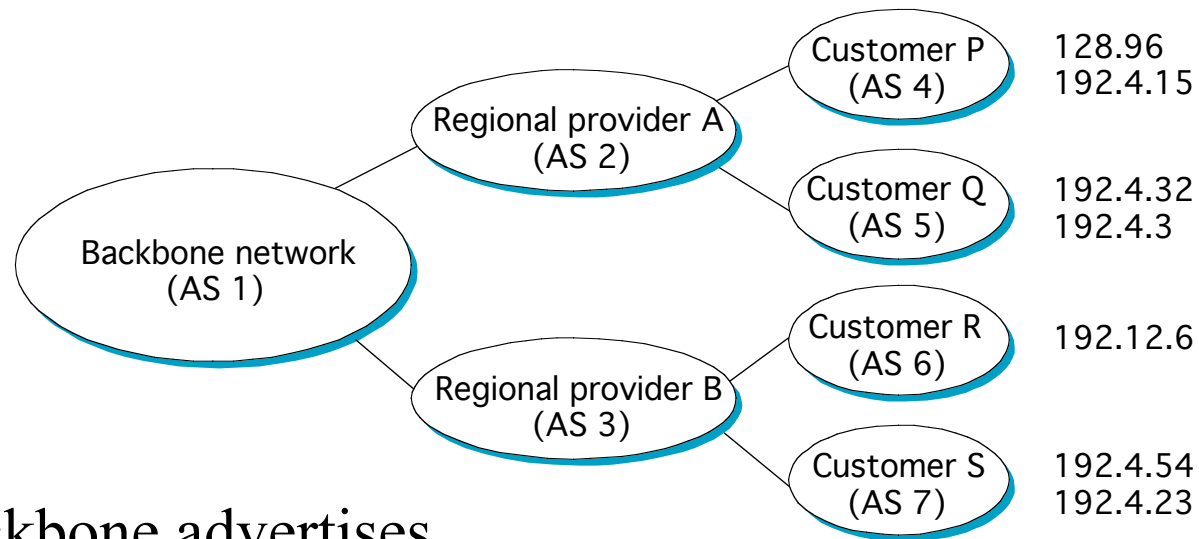 Customer P
(AS 4)
128.96
192.4.15
Regional provider A
(AS 2)
Customer Q
(AS 5)
192.4.32
192.4.3
Backbone network
(AS 1)
Customer R
(AS 6)
192.12.6
Regional provider B
(AS 3)
Customer S
(AS 7)
192.4.54
192.4.23
advertises